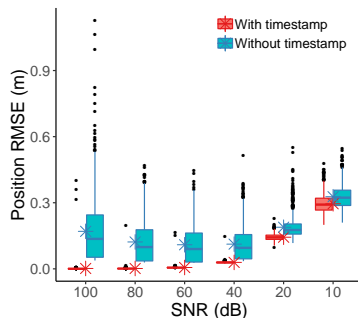 With timestamp
Without timestamp
Position RMSE (m)
0.9
0.6
0.3
0.0
100 80 60 40 20 10
SNR (dB)